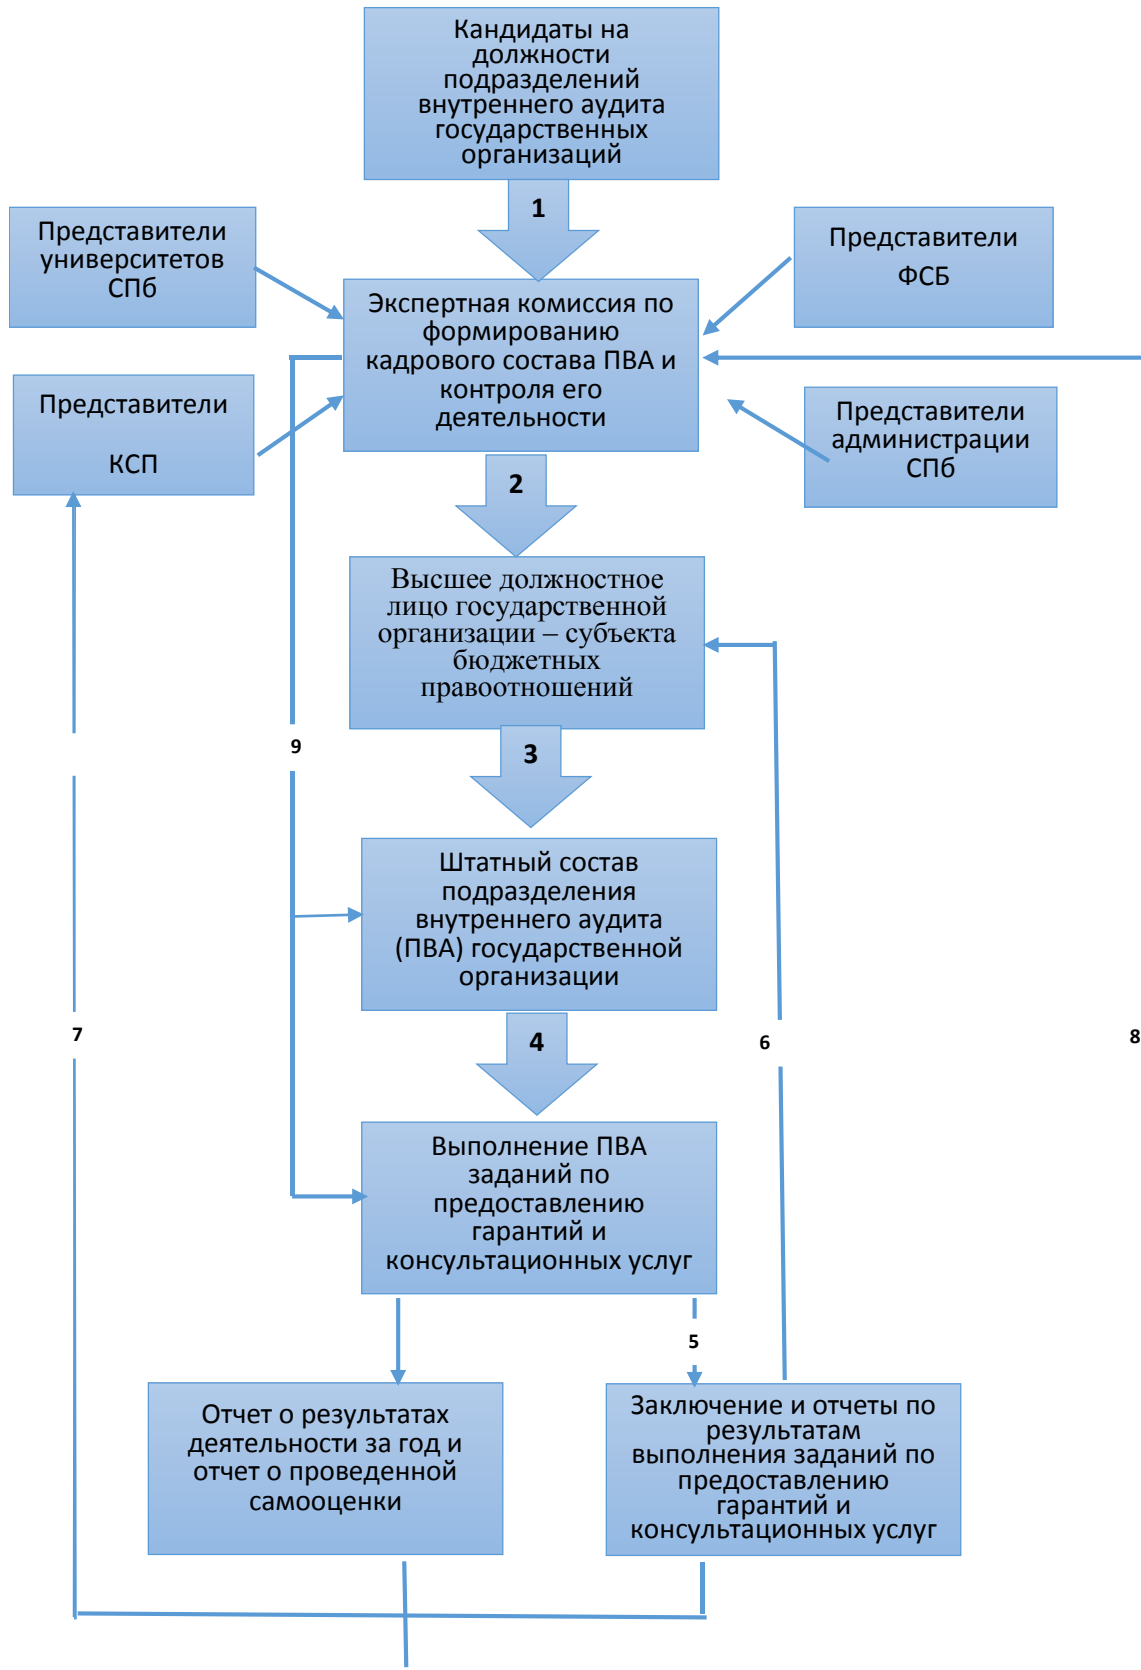 Кандидаты на
должности
подразделений
внутреннего аудита
государственных
организаций
1
Представители
университетов
СПб
Представители
ФСБ
Экспертная комиссия по
формированию
кадрового состава ПВА и
контроля его
деятельности
Представители
КСП
Представители
администрации
СПб
2
Высшее должностное
лицо государственной
организации – субъекта
бюджетных
правоотношений
9
3
Штатный состав
подразделения
внутреннего аудита
(ПВА) государственной
организации
7
4
6
8
Выполнение ПВА
заданий по
предоставлению
гарантий и
консультационных услуг
5
Отчет о результатах
деятельности за год и
отчет о проведенной
самооценки
Заключение и отчеты по
результатам
выполнения заданий по
предоставлению
гарантий и
консультационных услуг